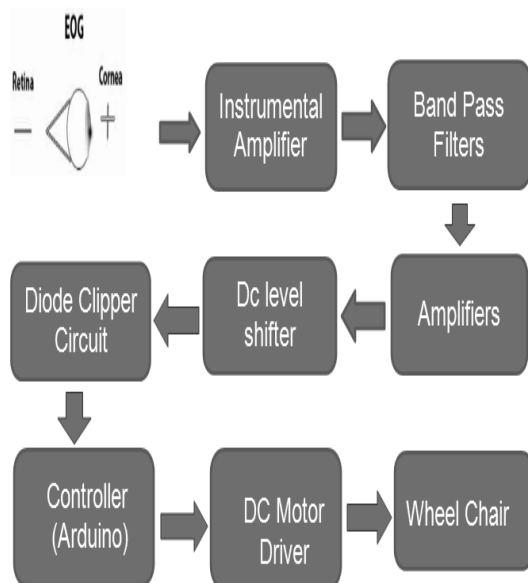 EOG
Retina
Cornea
Instrumental
Amplifier
Band Pass
Filters
Diode Clipper
Circuit
Dc level
shifter
Amplifiers
Controller
(Arduino)
DC Motor
Driver
Wheel Chair